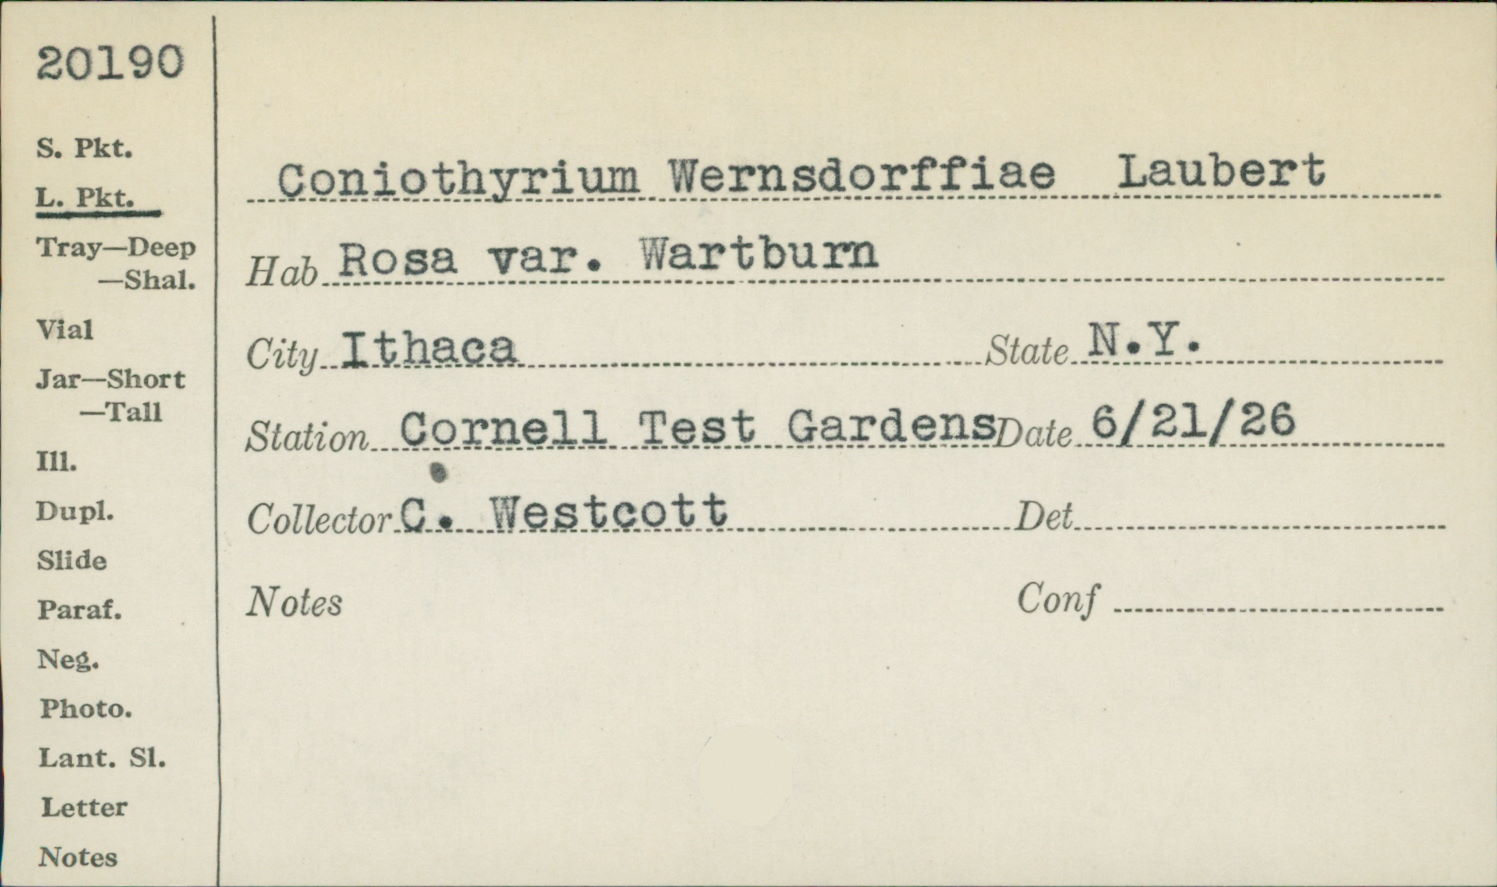 20190
S. Pkt.
L. Pkt.
Tray—Deep
—Shal.
Vial
Jar—Short
—Tall
Ill.
Dupl.
Slide
Paraf.
Neg.
Photo.
Lant. Sl.
Letter
Notes
Coniothyrium Wernsdorffiae Laubert
Hab Rosa var. Wartburn
City Ithaca State N.Y.
Station Cornell Test Gardens Date 6/21/26
Collector C. Westcott Det
Notes Conf